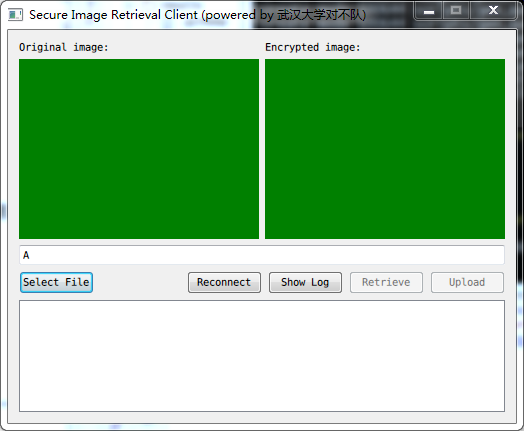 Secure Image Retrieval Client (powered by 武汉大学对不队)
Original image: Encrypted image:
A
Select File Reconnect Show Log Retrieve Upload